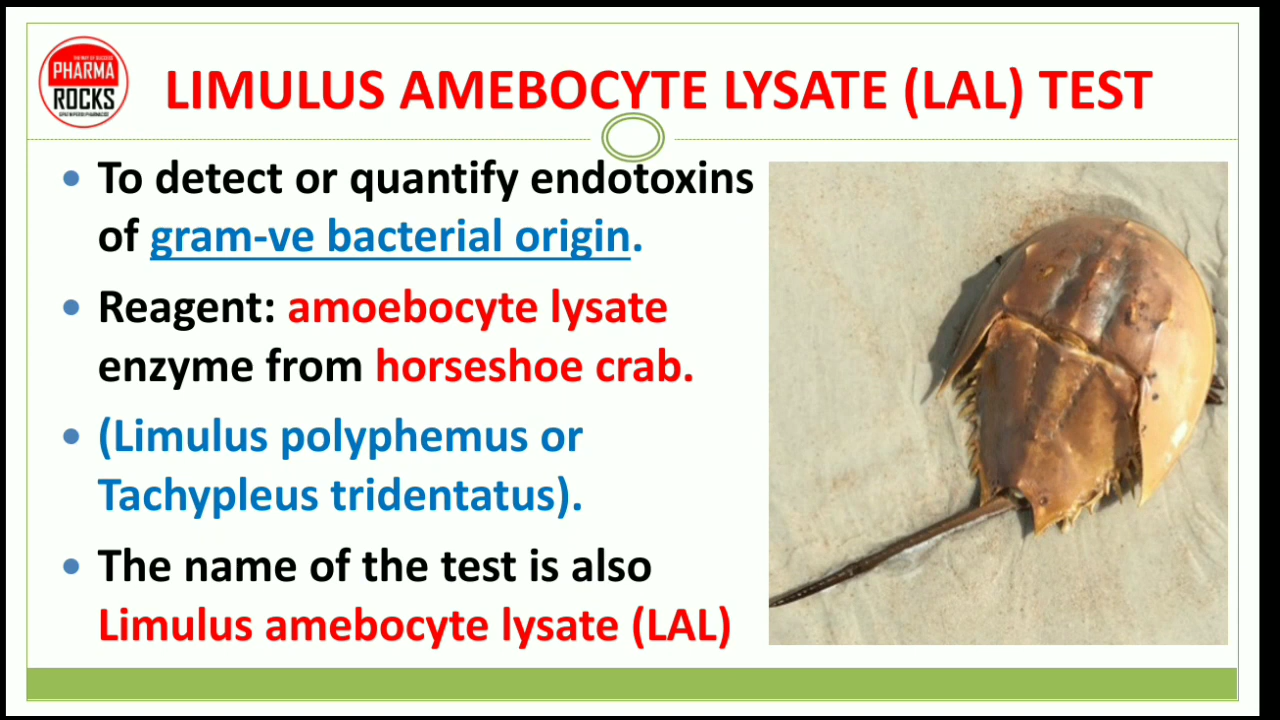 PHARMA
ROCKS
LIMULUS AMEBOCYTE LYSATE (LAL) TEST
• To detect or quantify endotoxins
of gram-ve bacterial origin.
• Reagent: amoebocyte lysate
enzyme from horseshoe crab.
• (Limulus polyphemus or
Tachypleus tridentatus).
• The name of the test is also
Limulus amebocyte lysate (LAL)